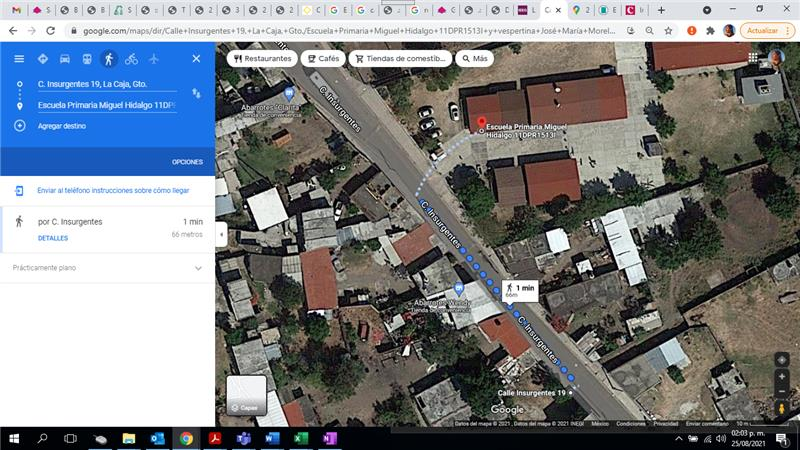 google.com/maps/dir/Calle+Insurgentes+19,+La+Caja,+Gto./Escuela+Primaria+Miguel+Hidalgo+11DPR1513I+y+vespertina+José+María+Morel...
Actualizar
C. Insurgentes 19, La Caja, Gto.
Escuela Primaria Miguel Hidalgo 11DPR
Agregar destino
OPCIONES
Enviar al teléfono instrucciones sobre cómo llegar
por C. Insurgentes
1 min
DETALLES
66 metros
Prácticamente plano
Restaurantes
Cafés
Tiendas de comestib...
Más
C. Insurgentes
Abarrotes "Clarita"
Tienda de conveniencia
Escuela Primaria Miguel
Hidalgo 11DPR1513I
C. Insurgentes
1 min
66m
Abarrotes Wendy
Tienda de conveniencia
C. Insurgentes
Calle Insurgentes 19
Capas
Google
Datos del mapa © 2021 , Datos del mapa © 2021 INEGI
México
Condiciones
Privacidad
Enviar comentario
10 m
02:03 p. m.
25/08/2021